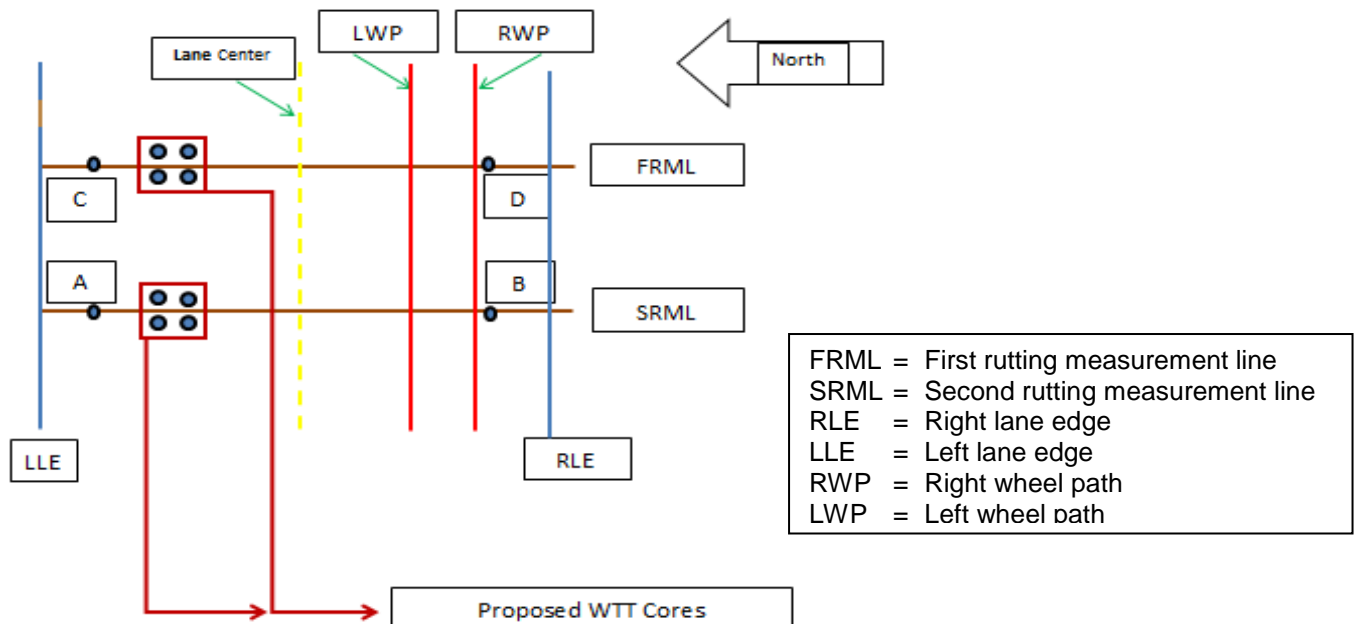 LWP
RWP
Lane Center
North
FRML
C
D
A
B
SRML
FRML = First rutting measurement line
SRML = Second rutting measurement line
RLE = Right lane edge
LLE = Left lane edge
RWP = Right wheel path
LWP = Left wheel path
LLE
RLE
Proposed WTT Cores